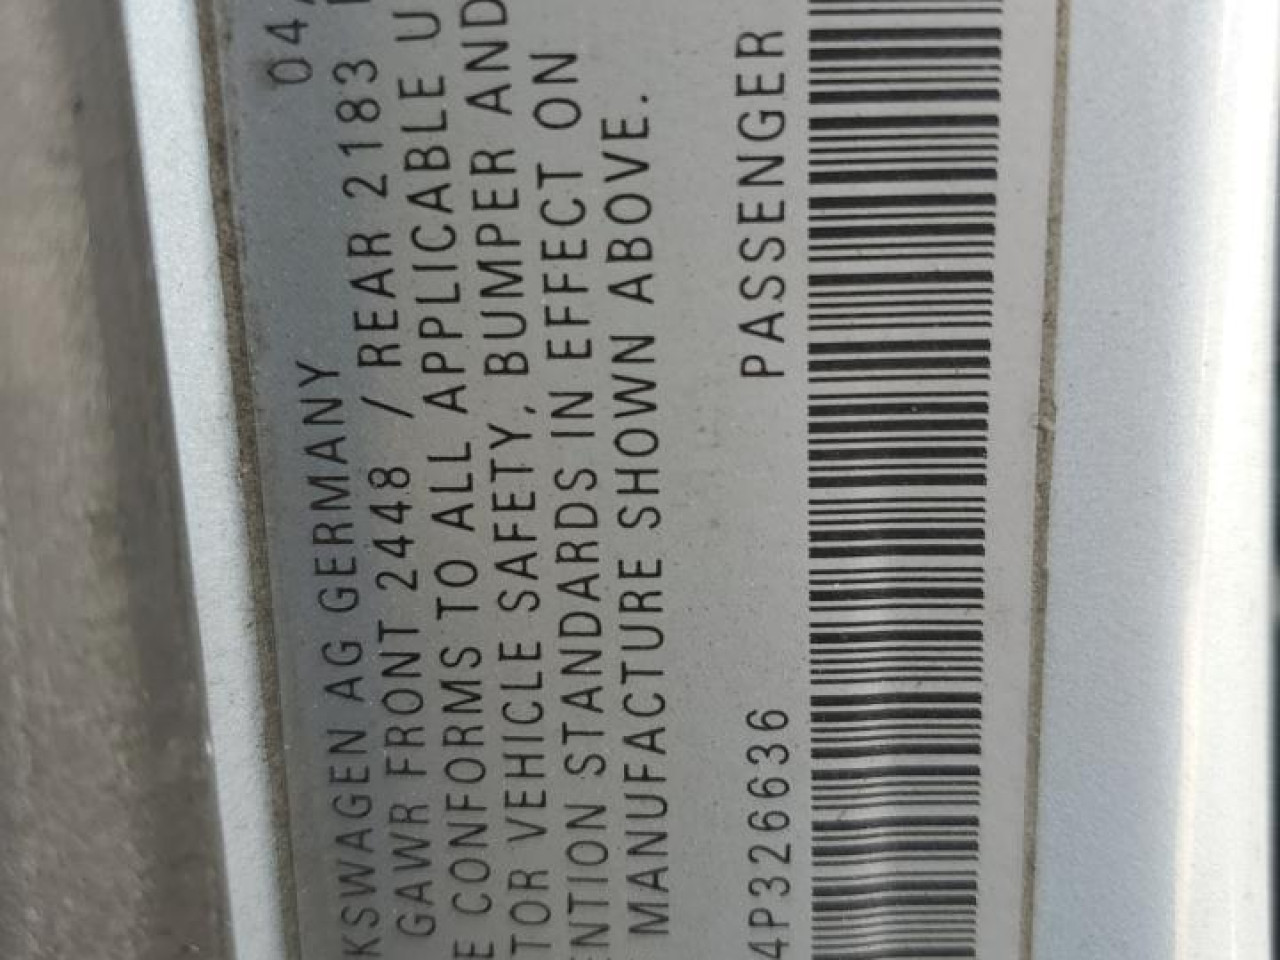 KSWAGEN AG GERMANY 04
GAWR FRONT 2448 / REAR 2183
E CONFORMS TO ALL APPLICABLE U
TOR VEHICLE SAFETY, BUMPER AND
ENTION STANDARDS IN EFFECT ON
MANUFACTURE SHOWN ABOVE.
4P326636 PASSENGER